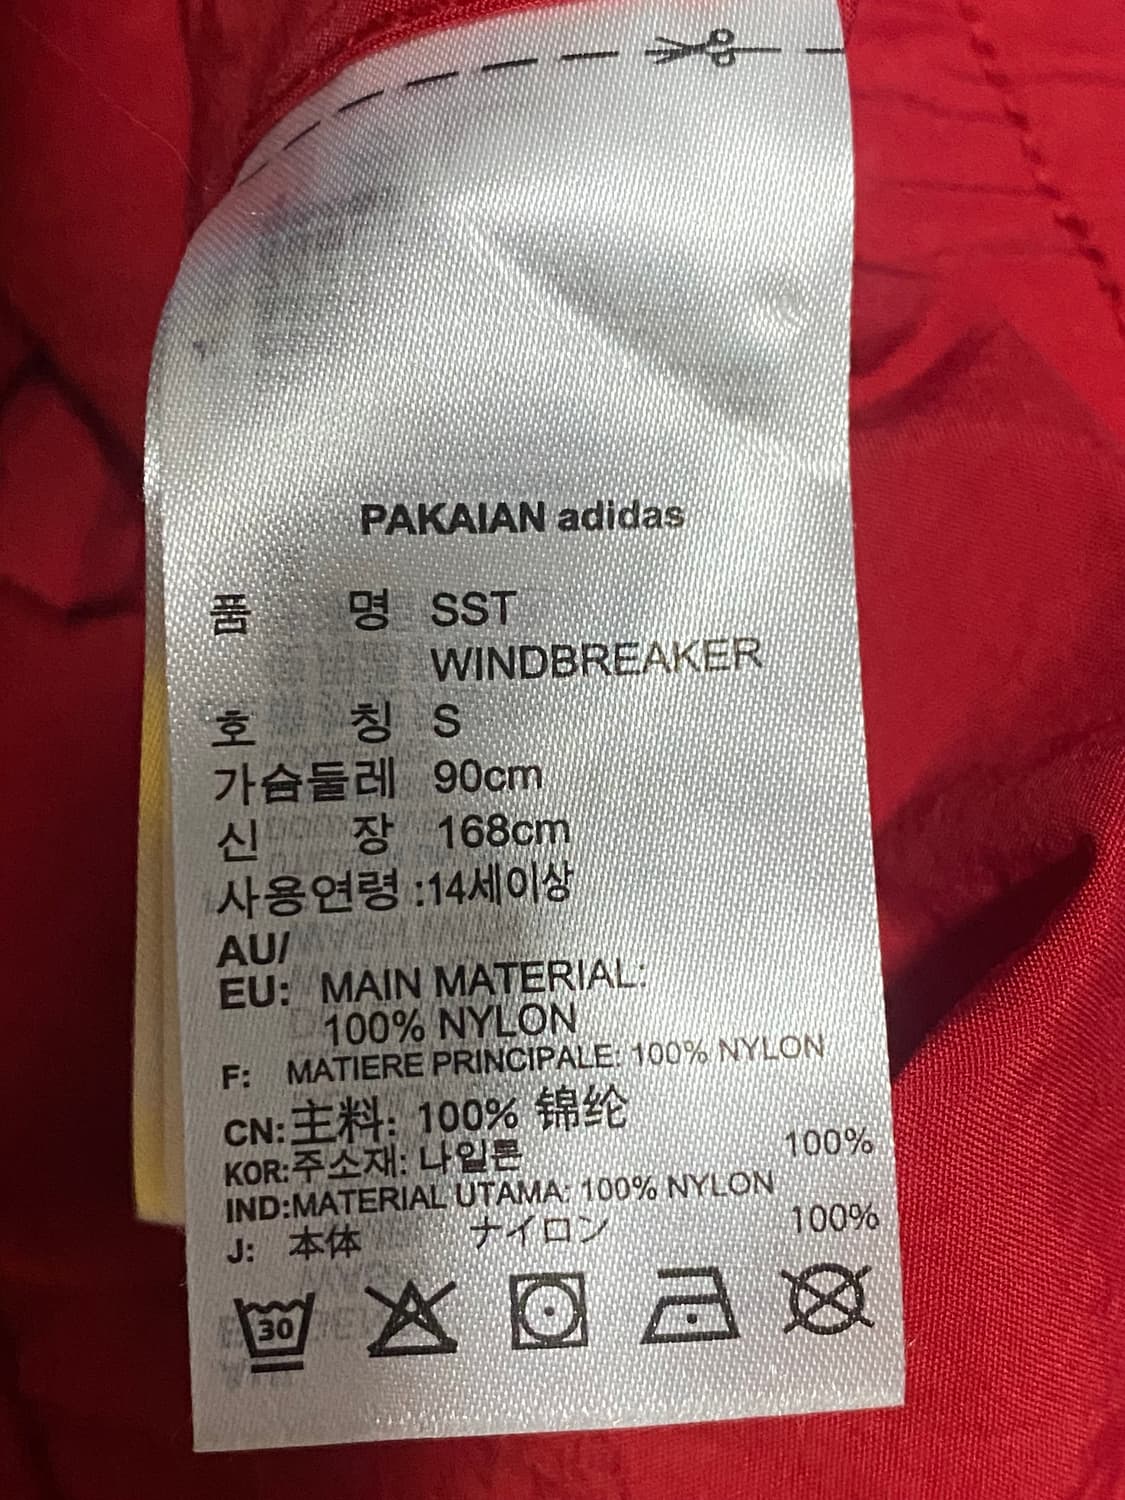 PAKAIAN adidas
품 명 SST
WINDBREAKER
호 칭 S
가슴둘레 90cm
신 장 168cm
사용연령 :14세이상
AU/
EU: MAIN MATERIAL:
100% NYLON
F: MATIERE PRINCIPALE: 100% NYLON
CN:主料: 100% 锦纶
KOR:주소재: 나일론 100%
IND:MATERIAL UTAMA: 100% NYLON
J: 本体 ナイロン 100%
30